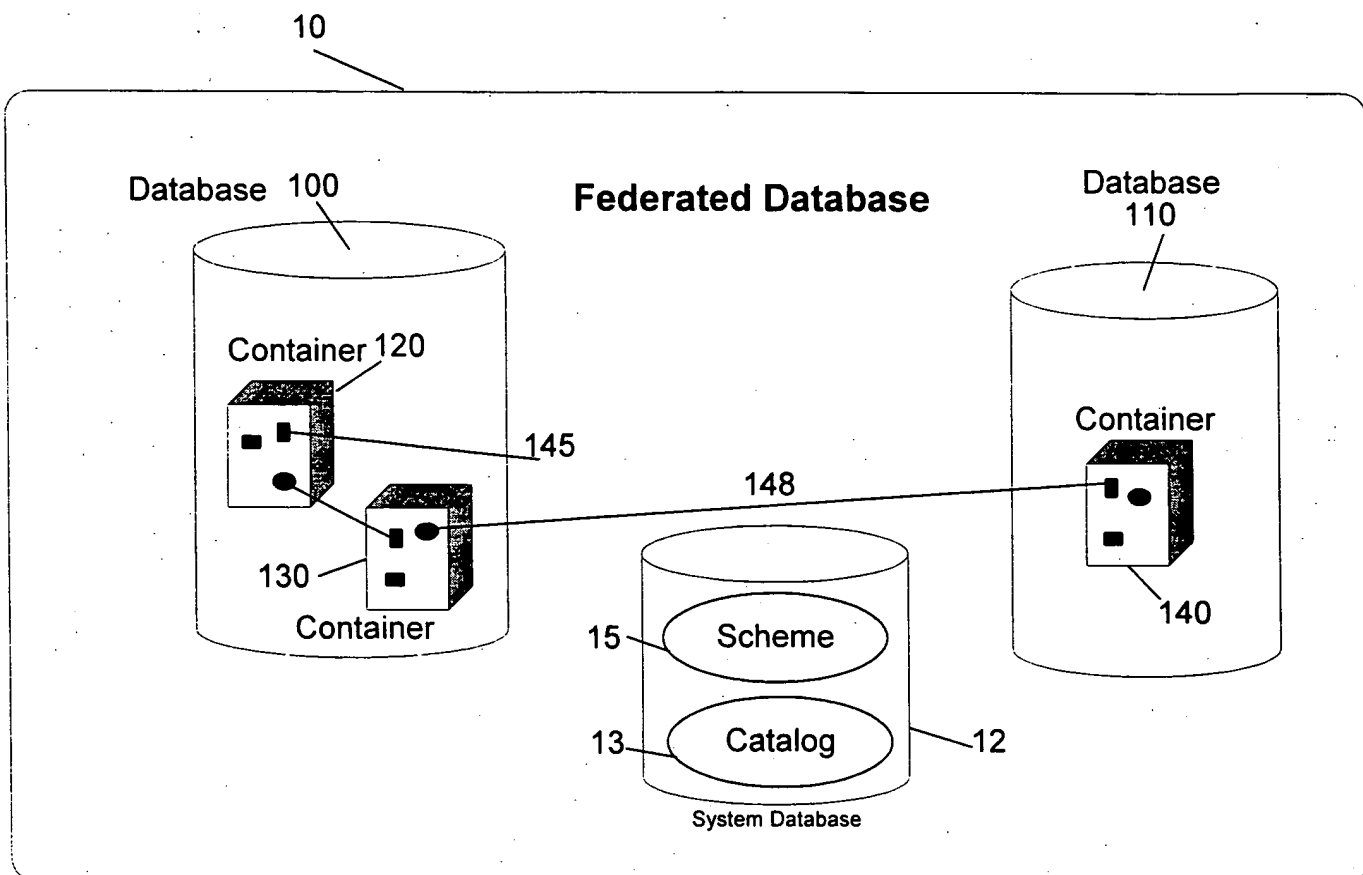 10
Database 100
Federated Database
Database
110
Container 120
145
148
Container
130
Container
140
15
Scheme
13
Catalog
12
System Database